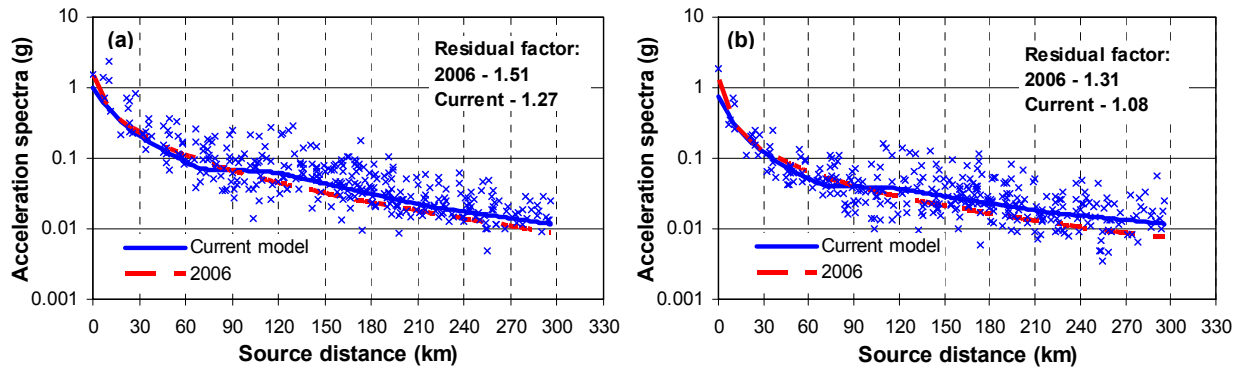 (a)
Residual factor:
2006 - 1.51
Current - 1.27
Acceleration spectra (g)
10
1
0.1
0.01
0.001
Current model
2006
0 30 60 90 120 150 180 210 240 270 300 330
Source distance (km)
(b)
Residual factor:
2006 - 1.31
Current - 1.08
Acceleration spectra (g)
10
1
0.1
0.01
0.001
Current model
2006
0 30 60 90 120 150 180 210 240 270 300 330
Source distance (km)